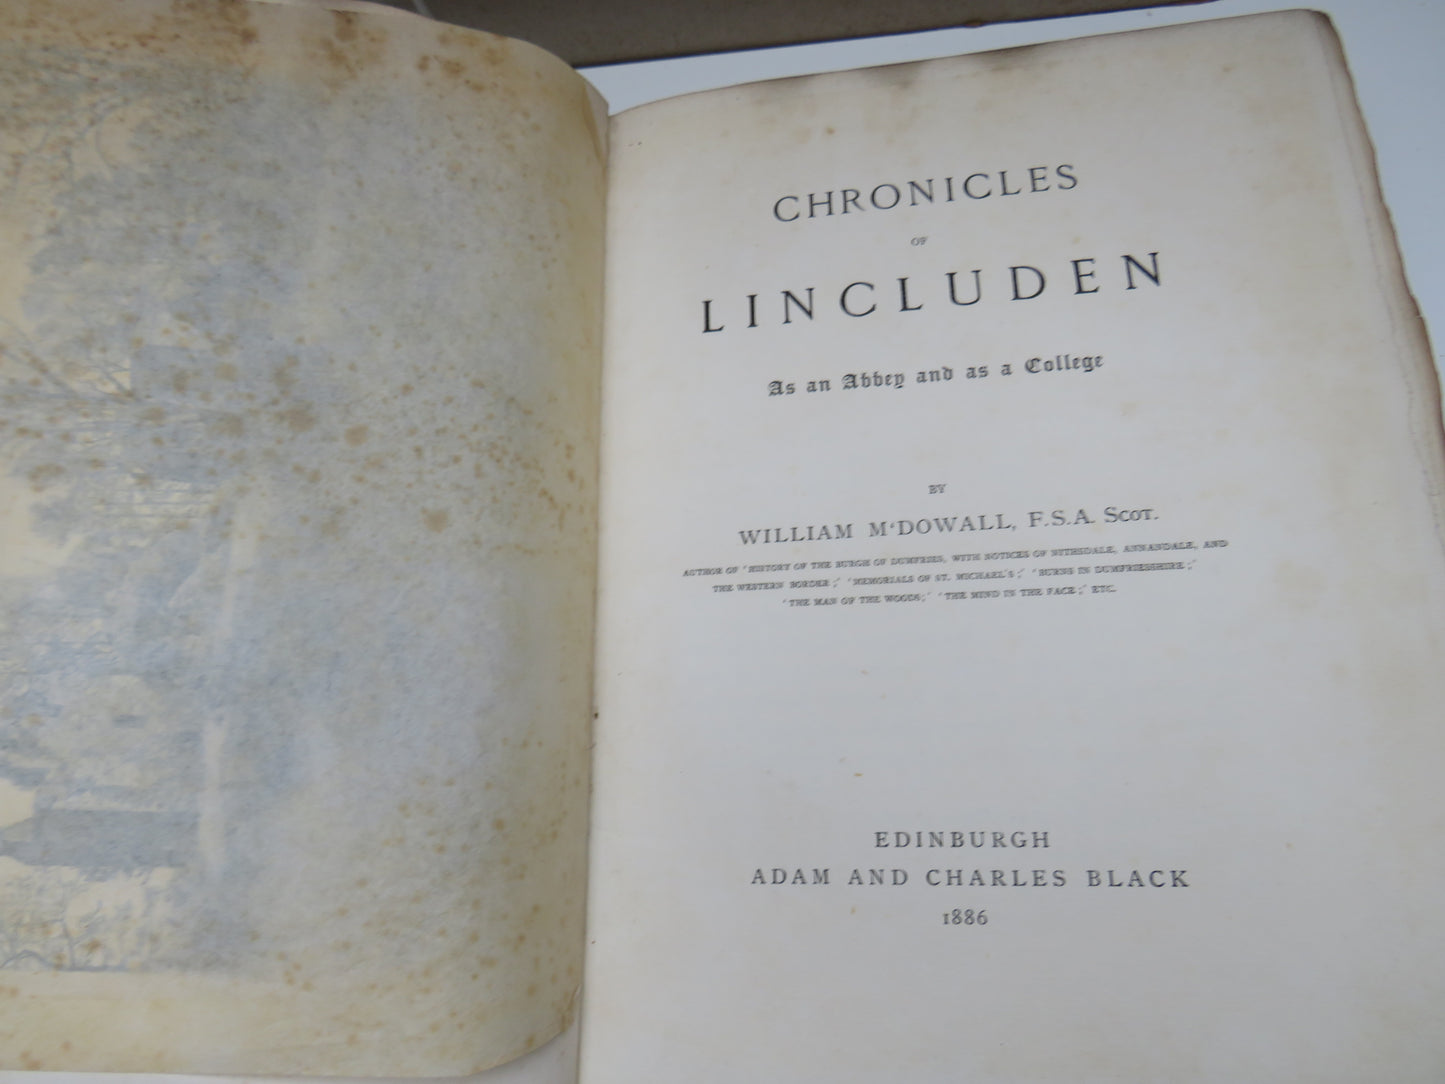 CHRONICLES
OF
LINCLUDEN
As an Abbey and as a College
BY
WILLIAM M‘DOWALL, F.S.A. Scot.
AUTHOR OF ‘HISTORY OF THE BURGH OF DUMFRIES, WITH NOTICES OF NITHSDALE, ANNANDALE, AND
THE WESTERN BORDER;’ ‘MEMORIALS OF ST. MICHAEL'S;’ ‘BURNS IN DUMFRIESSHIRE;’
‘THE MAN OF THE WOODS;’ ‘THE MIND IN THE FACE;’ ETC.
EDINBURGH
ADAM AND CHARLES BLACK
1886